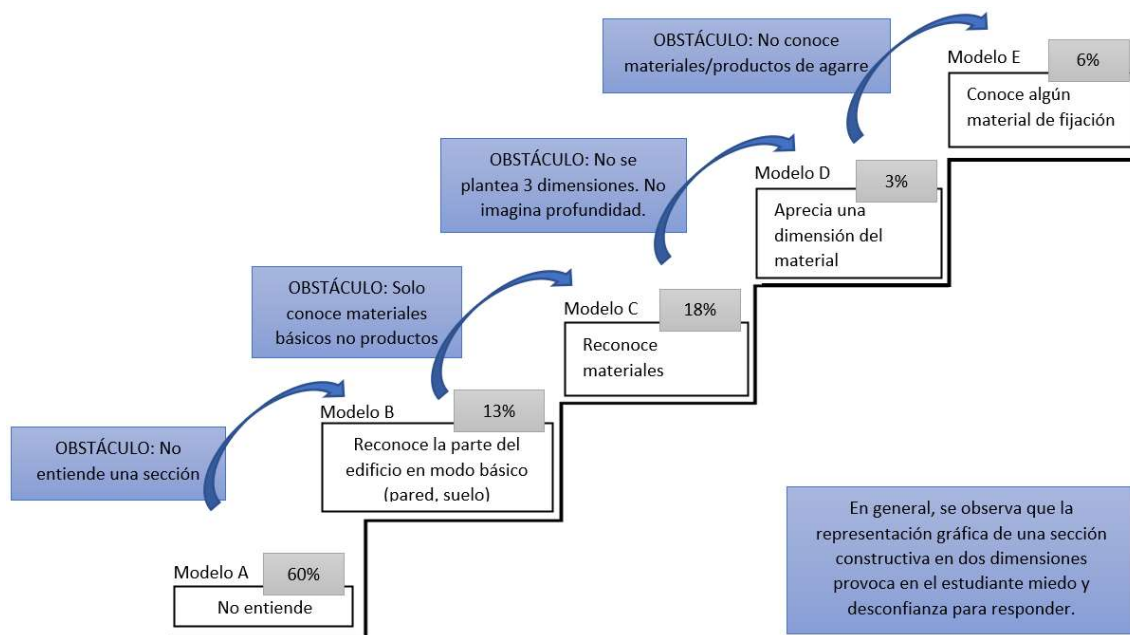 OBSTÁCULO: No conoce
materiales/productos de agarre
Modelo E
6%
Conoce algún
material de fijación
OBSTÁCULO: No se
plantea 3 dimensiones. No
imagina profundidad.
Modelo D
3%
Aprecia una
dimensión del
material
OBSTÁCULO: Solo
conoce materiales
básicos no productos
Modelo C
18%
Reconoce
materiales
OBSTÁCULO: No
entiende una sección
Modelo B
13%
Reconoce la parte del
edificio en modo básico
(pared, suelo)
Modelo A
60%
No entiende
En general, se observa que la
representación gráfica de una sección
constructiva en dos dimensiones
provoca en el estudiante miedo y
desconfianza para responder.